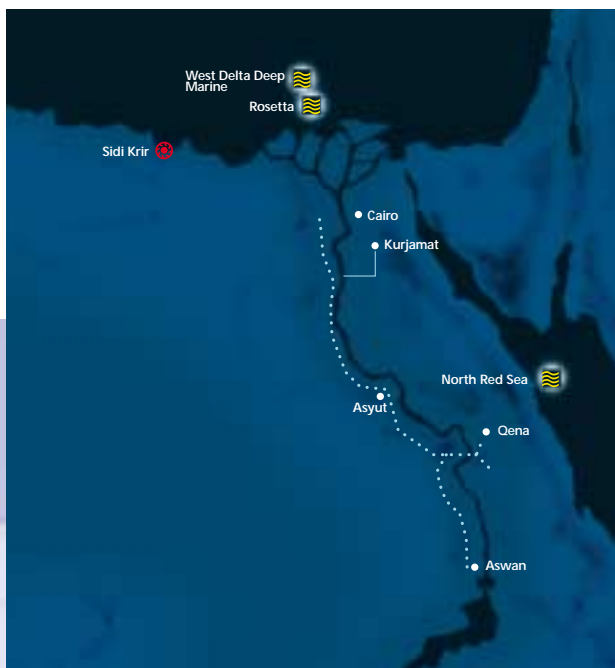 West Delta Deep
Marine
Rosetta
Sidi Krir
Cairo
Kurjamat
North Red Sea
Asyut
Qena
Aswan